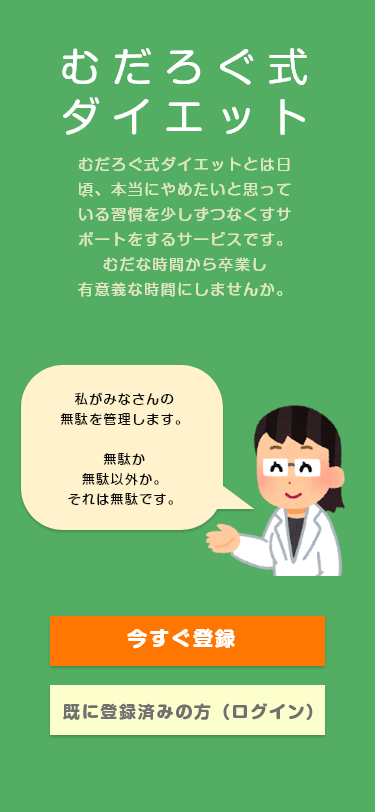 むだろぐ式
ダイエット
むだろぐ式ダイエットとは日
頃、本当にやめたいと思って
いる習慣を少しずつなくすサ
ポートをするサービスです。
むだな時間から卒業し
有意義な時間にしませんか。
私がみなさんの
無駄を管理します。
無駄か
無駄以外か。
それは無駄です。
今すぐ登録
既に登録済みの方（ログイン）